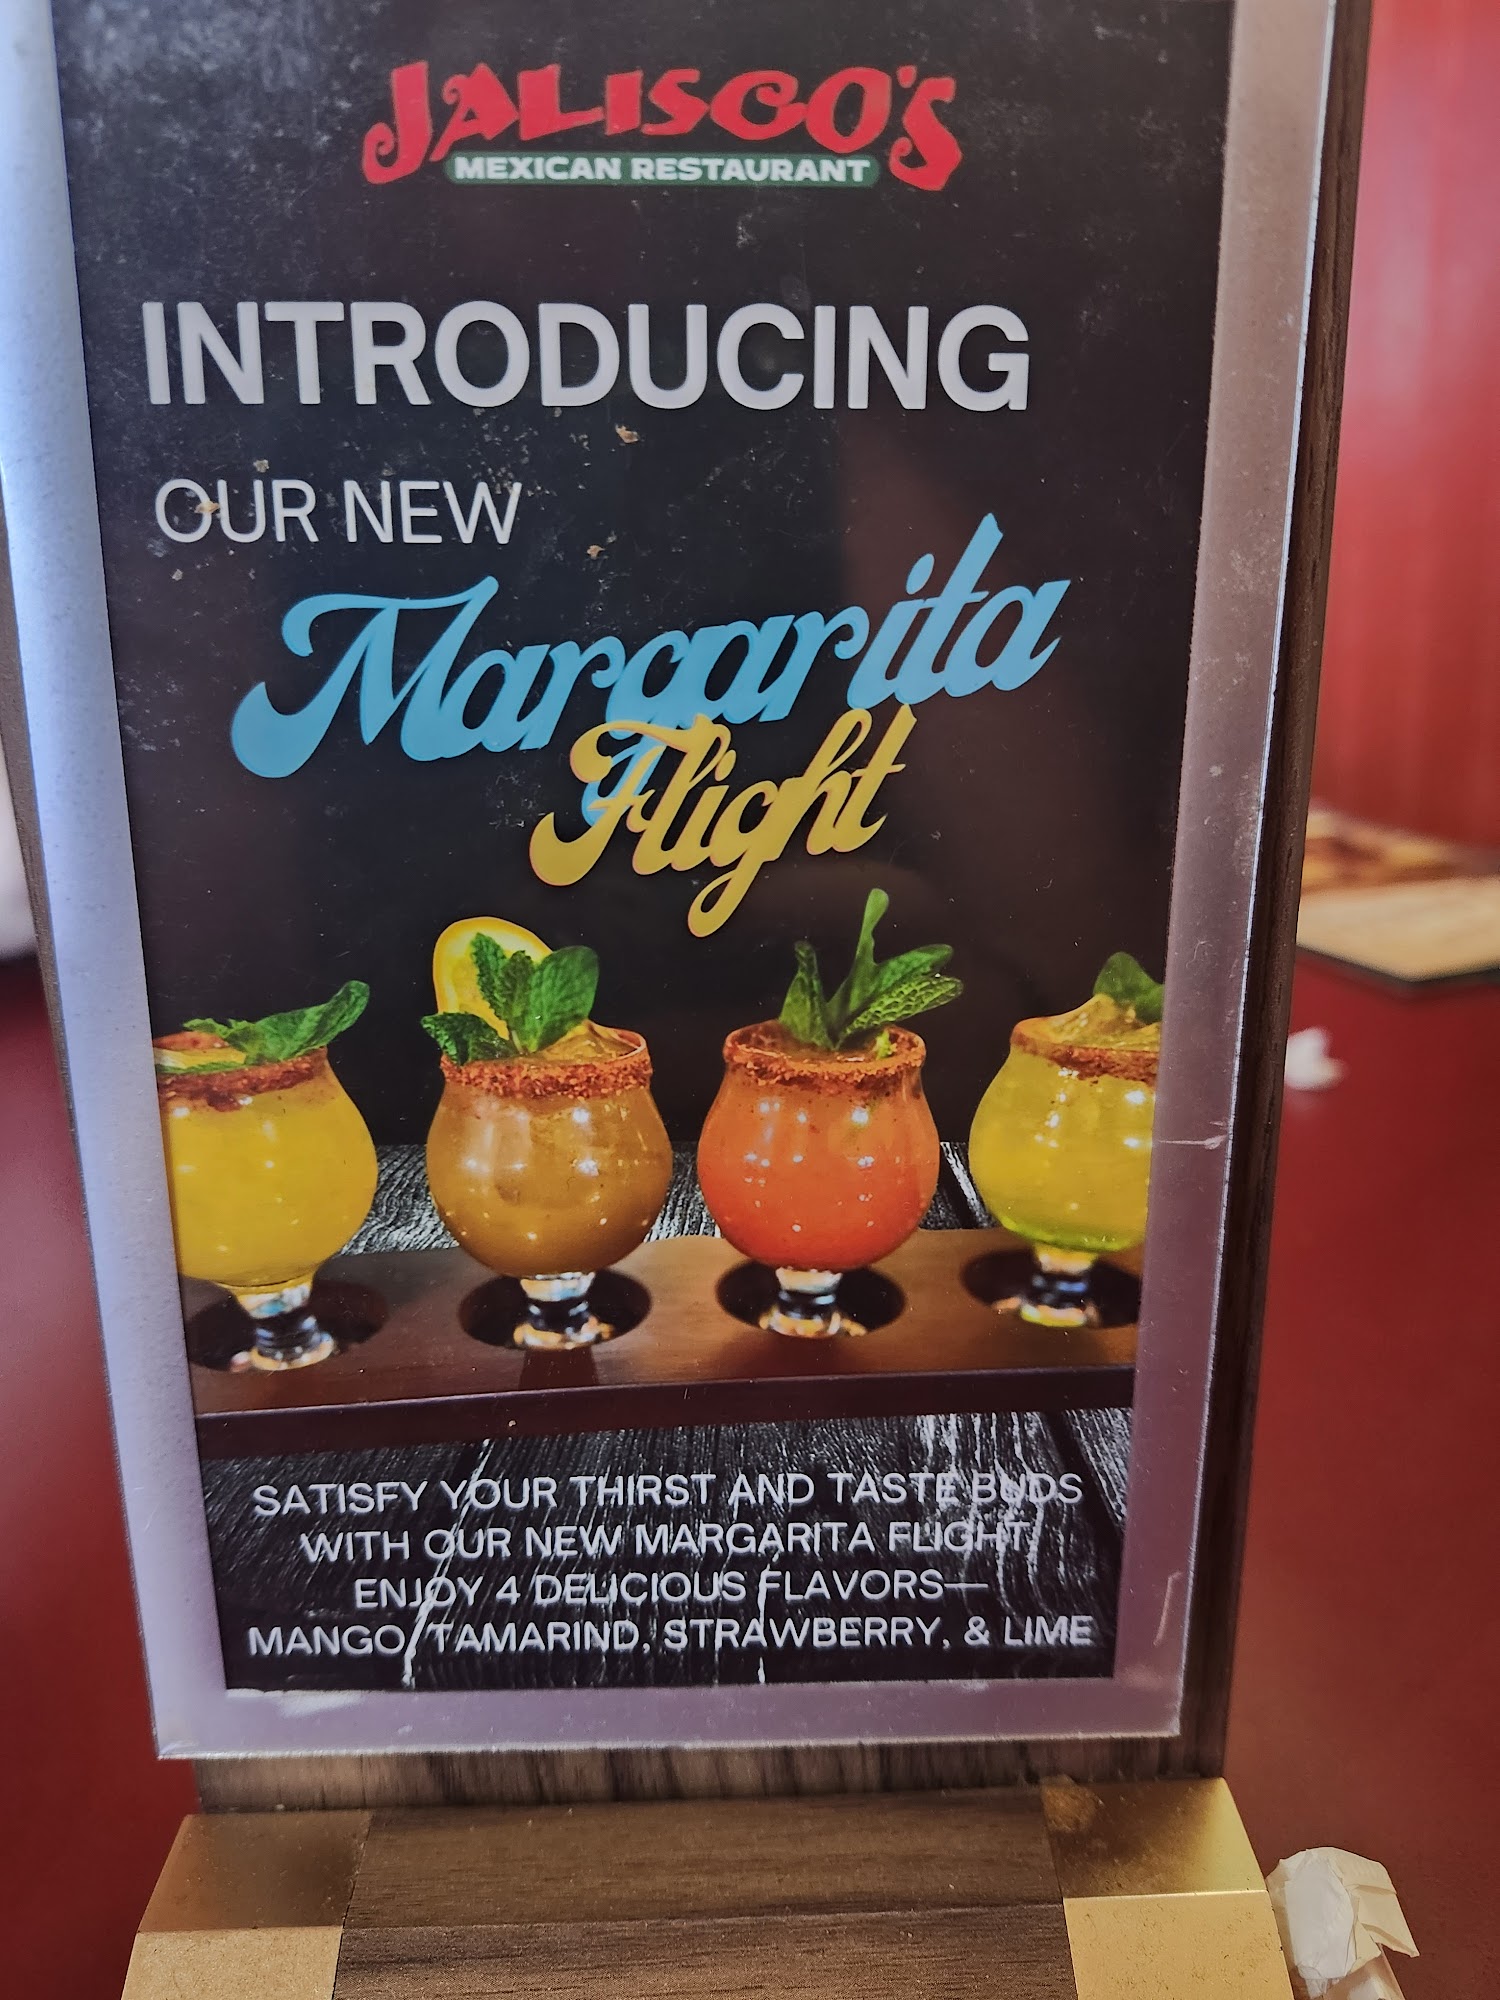 JALISCO'S
MEXICAN RESTAURANT
INTRODUCING
OUR NEW
Margarita
Flight
SATISFY YOUR THIRST AND TASTE BUDS
WITH OUR NEW MARGARITA FLIGHT
ENJOY 4 DELICIOUS FLAVORS—
MANGO, TAMARIND, STRAWBERRY, & LIME